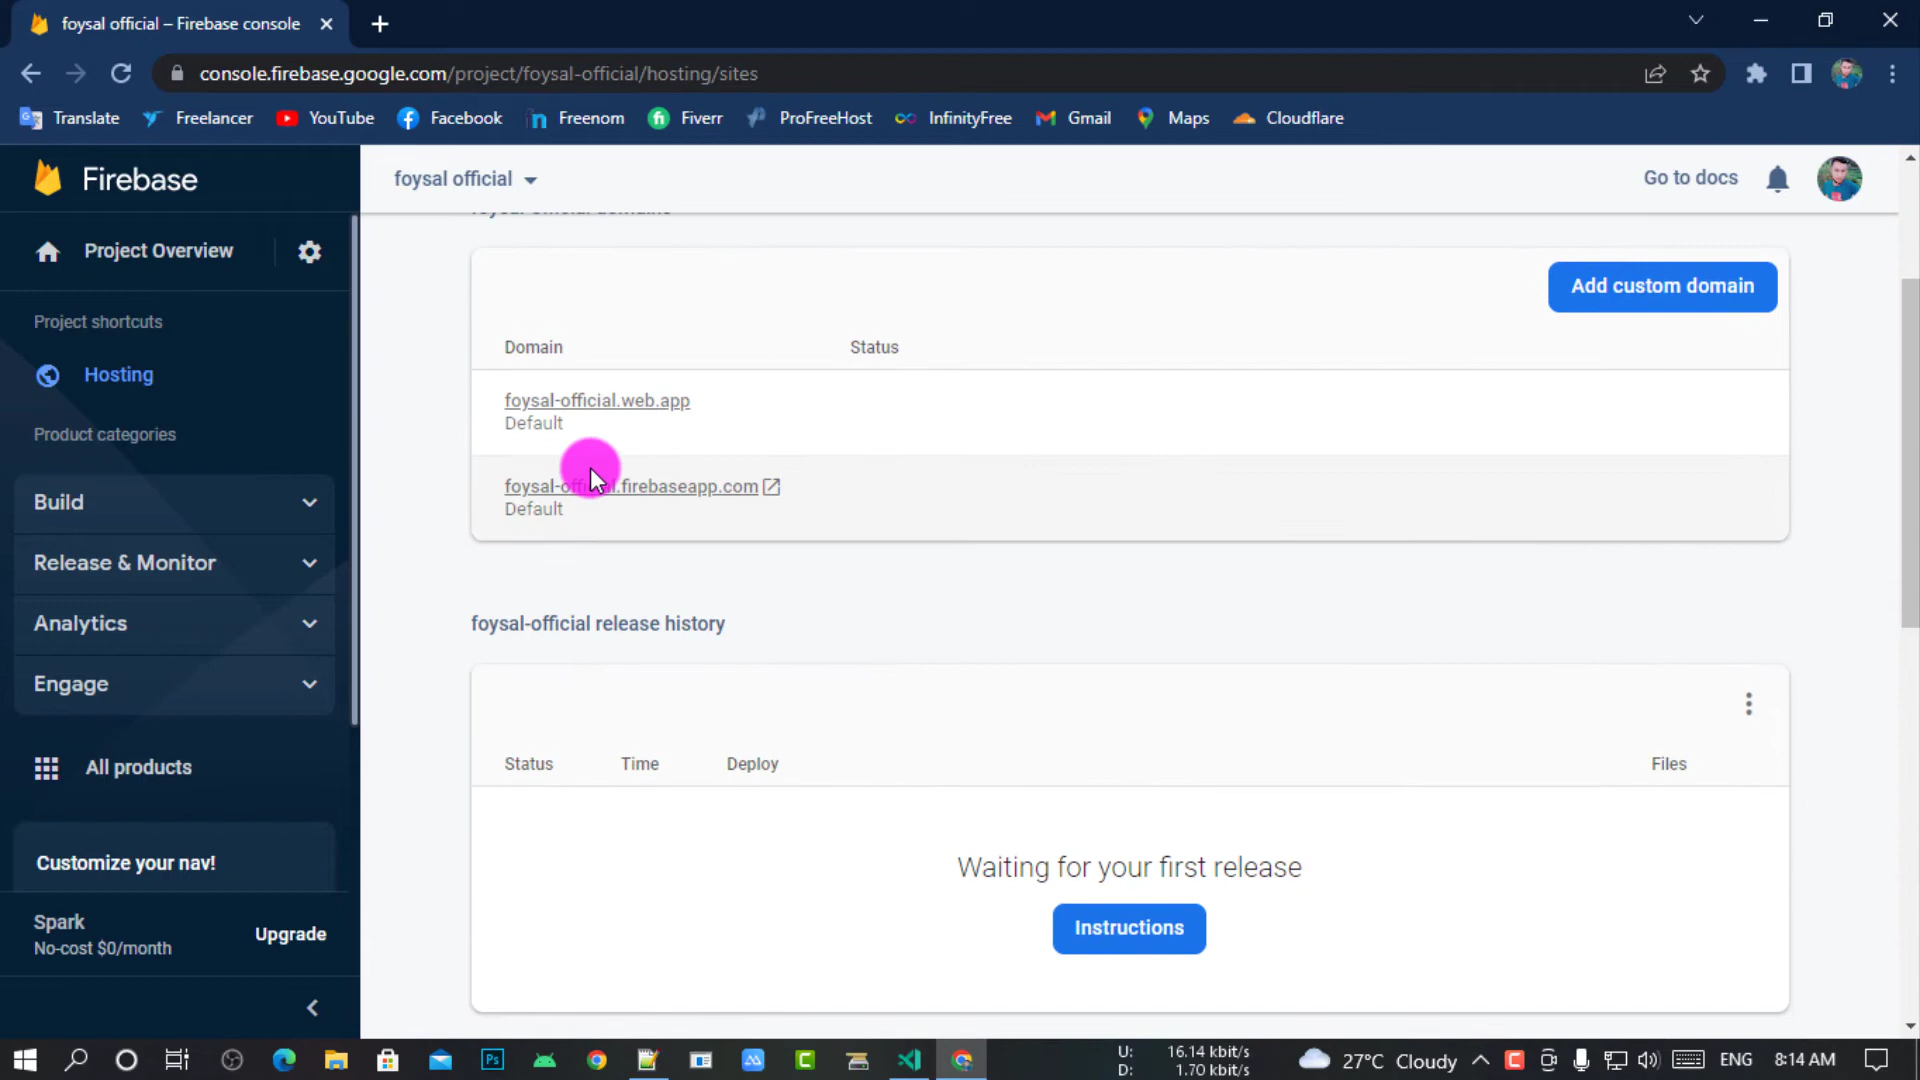 foysal official – Firebase console
console.firebase.google.com/project/foysal-official/hosting/sites
Translate Freelancer YouTube Facebook Freenom Fiverr ProFreeHost InfinityFree Gmail Maps Cloudflare
Firebase
foysal official
Go to docs
Project Overview
Project shortcuts
Hosting
Product categories
Build
Release & Monitor
Analytics
Engage
All products
Customize your nav!
Spark
No-cost $0/month
Upgrade
Add custom domain
Domain Status
foysal-official.web.app
Default
foysal-official.firebaseapp.com
Default
foysal-official release history
Status Time Deploy Files
Waiting for your first release
Instructions
U: 16.14 kbit/s
D: 1.70 kbit/s
27°C Cloudy
ENG
8:14 AM